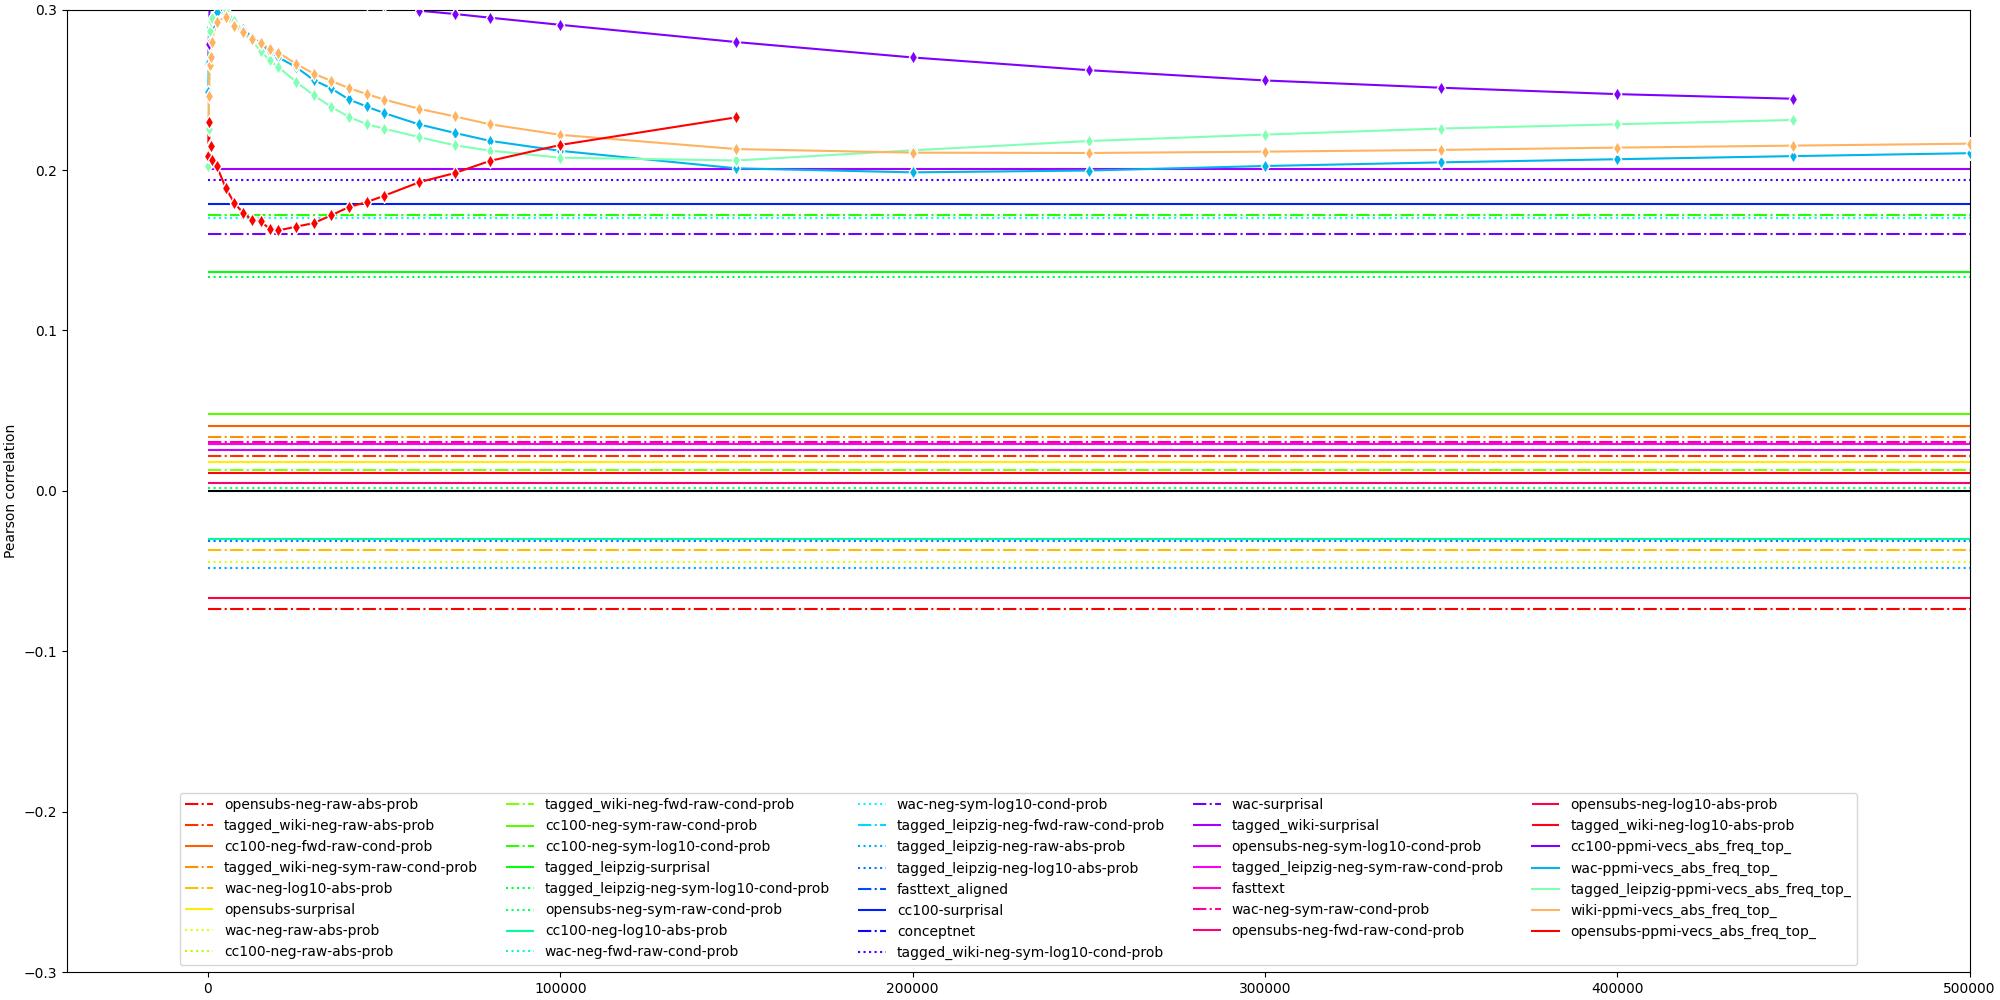 0.3
0.2
0.1
0.0
−0.1
−0.2
−0.3
Pearson correlation
opensubs-neg-raw-abs-prob
tagged_wiki-neg-raw-abs-prob
cc100-neg-fwd-raw-cond-prob
tagged_wiki-neg-sym-raw-cond-prob
wac-neg-log10-abs-prob
opensubs-surprisal
wac-neg-raw-abs-prob
cc100-neg-raw-abs-prob
tagged_wiki-neg-fwd-raw-cond-prob
cc100-neg-sym-raw-cond-prob
cc100-neg-sym-log10-cond-prob
tagged_leipzig-surprisal
tagged_leipzig-neg-sym-log10-cond-prob
opensubs-neg-sym-raw-cond-prob
cc100-neg-log10-abs-prob
wac-neg-fwd-raw-cond-prob
wac-neg-sym-log10-cond-prob
tagged_leipzig-neg-fwd-raw-cond-prob
tagged_leipzig-neg-raw-abs-prob
tagged_leipzig-neg-log10-abs-prob
fasttext_aligned
cc100-surprisal
conceptnet
tagged_wiki-neg-sym-log10-cond-prob
wac-surprisal
tagged_wiki-surprisal
opensubs-neg-sym-log10-cond-prob
tagged_leipzig-neg-sym-raw-cond-prob
fasttext
wac-neg-sym-raw-cond-prob
opensubs-neg-fwd-raw-cond-prob
opensubs-neg-log10-abs-prob
tagged_wiki-neg-log10-abs-prob
cc100-ppmi-vecs_abs_freq_top_
wac-ppmi-vecs_abs_freq_top_
tagged_leipzig-ppmi-vecs_abs_freq_top_
wiki-ppmi-vecs_abs_freq_top_
opensubs-ppmi-vecs_abs_freq_top_
0
100000
200000
300000
400000
500000